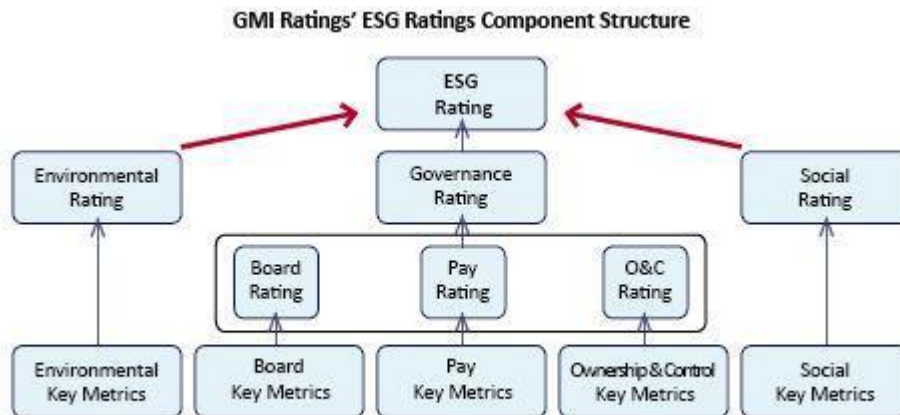 GMI Ratings' ESG Ratings Component Structure
ESG
Rating
Environmental
Rating
Governance
Rating
Social
Rating
Board
Rating
Pay
Rating
O&C
Rating
Environmental
Key Metrics
Board
Key Metrics
Pay
Key Metrics
Ownership & Control
Key Metrics
Social
Key Metrics